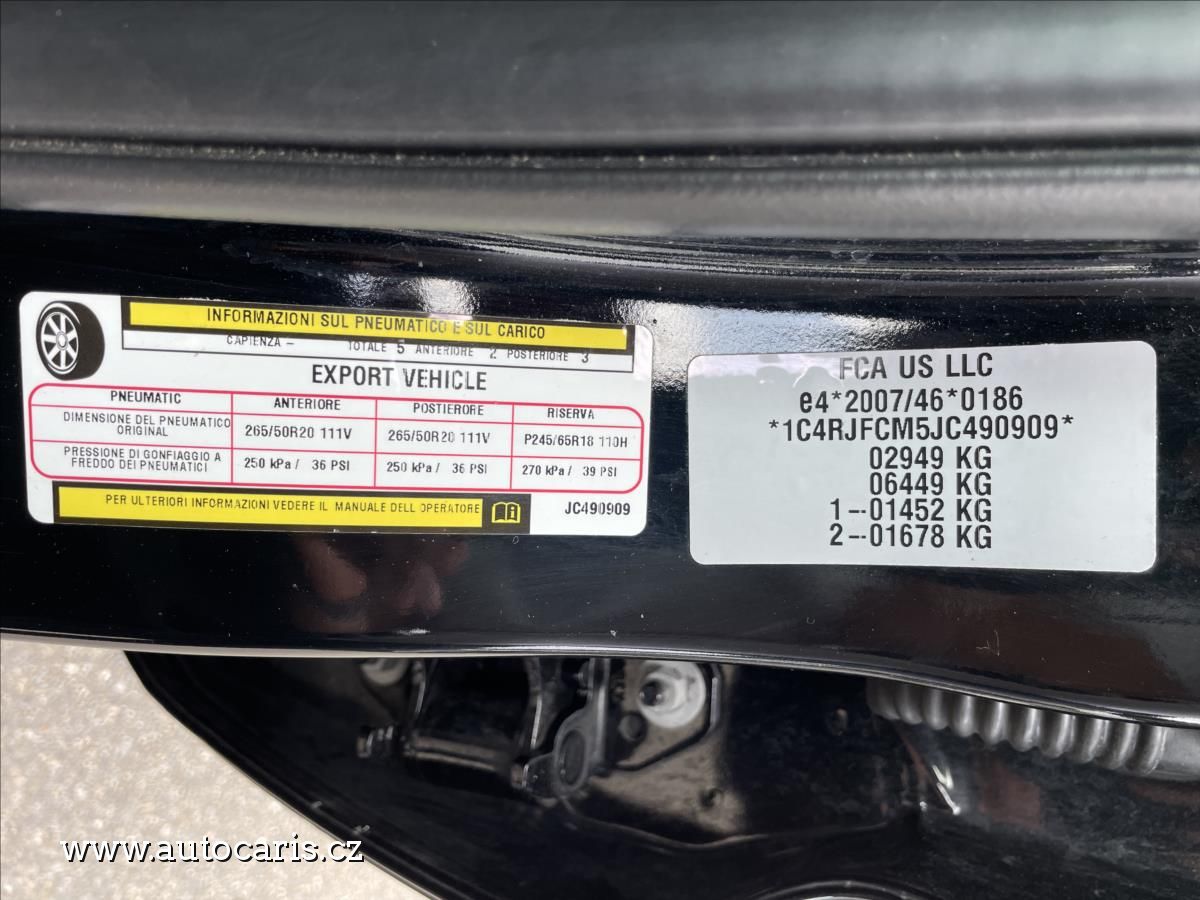 INFORMAZIONI SUL PNEUMATICO E SUL CARICO
CAPIENZA – TOTALE 5 ANTERIORE 2 POSTERIORE 3
EXPORT VEHICLE
PNEUMATIC ANTERIORE POSTIERORE RISERVA
DIMENSIONE DEL PNEUMATICO ORIGINAL 265/50R20 111V 265/50R20 111V P245/65R18 110H
PRESSIONE DI GONFIAGGIO A FREDDO DEI PNEUMATICI 250 kPa / 36 PSI 250 kPa / 36 PSI 270 kPa / 39 PSI
PER ULTERIORI INFORMAZIONI VEDERE IL MANUALE DELL OPERATORE
JC490909
FCA US LLC
e4*2007/46*0186
*1C4RJFCM5JC490909*
02949 KG
06449 KG
1--01452 KG
2--01678 KG
www.autocaris.cz